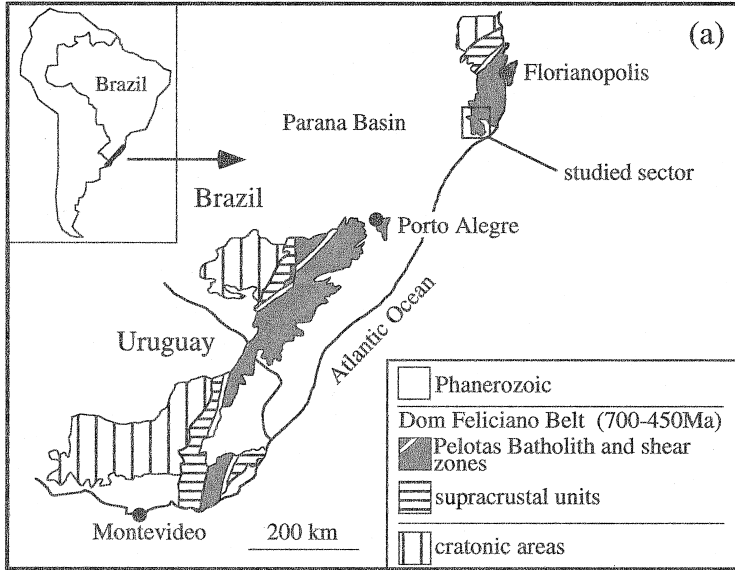 (a)
Brazil
Florianopolis
Parana Basin
studied sector
Brazil
Porto Alegre
Atlantic Ocean
Uruguay
Phanerozoic
Dom Feliciano Belt (700-450Ma)
Pelotas Batholith and shear
zones
supracrustal units
cratonic areas
Montevideo
200 km